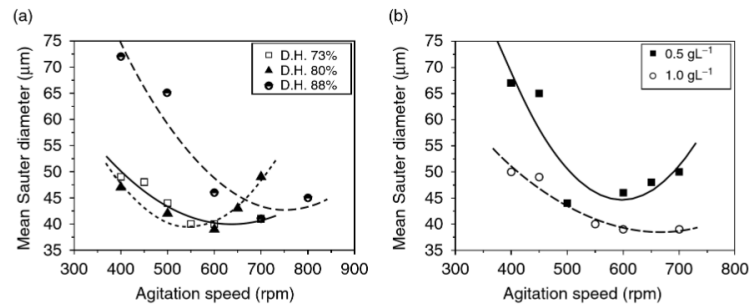 (a)
75
70
65
60
55
50
45
40
35
Mean Sauter diameter (μm)
D.H. 73%
D.H. 80%
D.H. 88%
300 400 500 600 700 800 900
Agitation speed (rpm)
(b)
75
70
65
60
55
50
45
40
35
Mean Sauter diameter (μm)
0.5 gL⁻¹
1.0 gL⁻¹
300 400 500 600 700 800
Agitation speed (rpm)